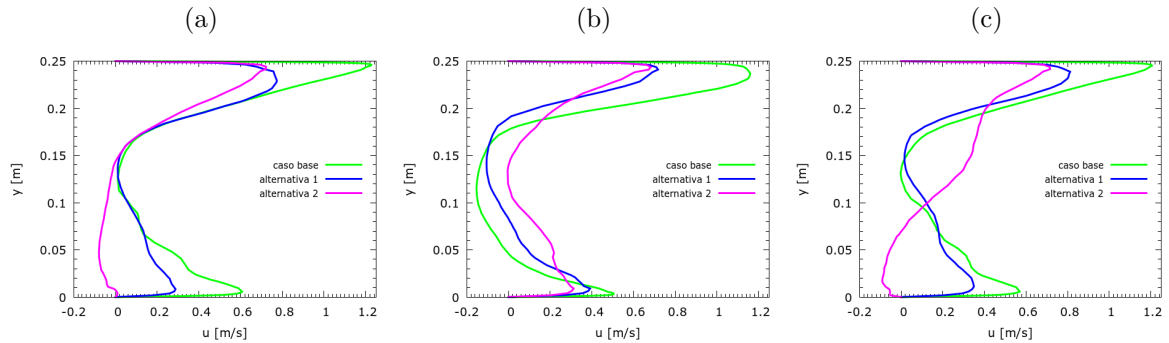 (a)
0.25
0.2
0.15
0.1
0.05
0
y [m]
caso base
alternativa 1
alternativa 2
-0.2 0 0.2 0.4 0.6 0.8 1 1.2
u [m/s]
(b)
0.25
0.2
0.15
0.1
0.05
0
y [m]
caso base
alternativa 1
alternativa 2
-0.2 0 0.2 0.4 0.6 0.8 1 1.2
u [m/s]
(c)
0.25
0.2
0.15
0.1
0.05
0
y [m]
caso base
alternativa 1
alternativa 2
-0.2 0 0.2 0.4 0.6 0.8 1 1.2
u [m/s]